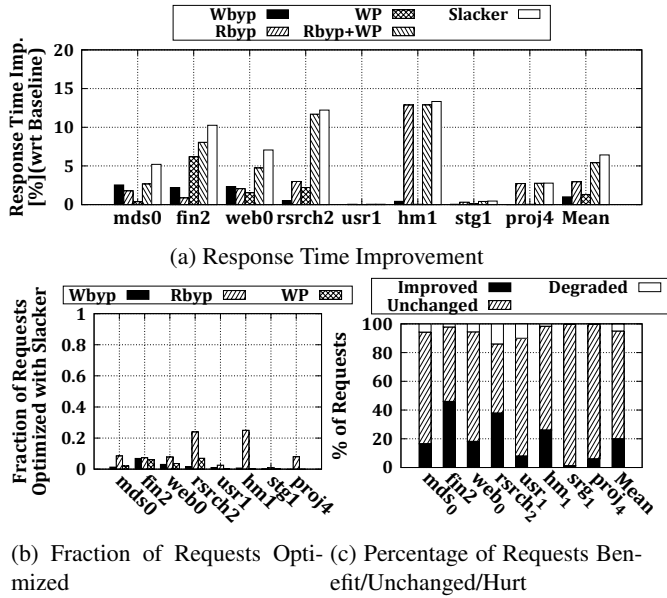 Wbyp WP Slacker
Rbyp Rbyp+WP
Response Time Imp.
[%](wrt Baseline)
20
15
10
5
0
mds0 fin2 web0 rsrch2 usr1 hm1 stg1 proj4 Mean
(a) Response Time Improvement
Wbyp Rbyp WP
Fraction of Requests
Optimized with Slacker
1
0.8
0.6
0.4
0.2
0
mds0 fin2 web0 rsrch2 usr1 hm1 stg1 proj4
(b) Fraction of Requests Opti-
mized
Improved Degraded
Unchanged
% of Requests
100
80
60
40
20
0
mds0 fin2 web0 rsrch2 usr1 hm1 srg1 proj4 Mean
(c) Percentage of Requests Ben-
efit/Unchanged/Hurt